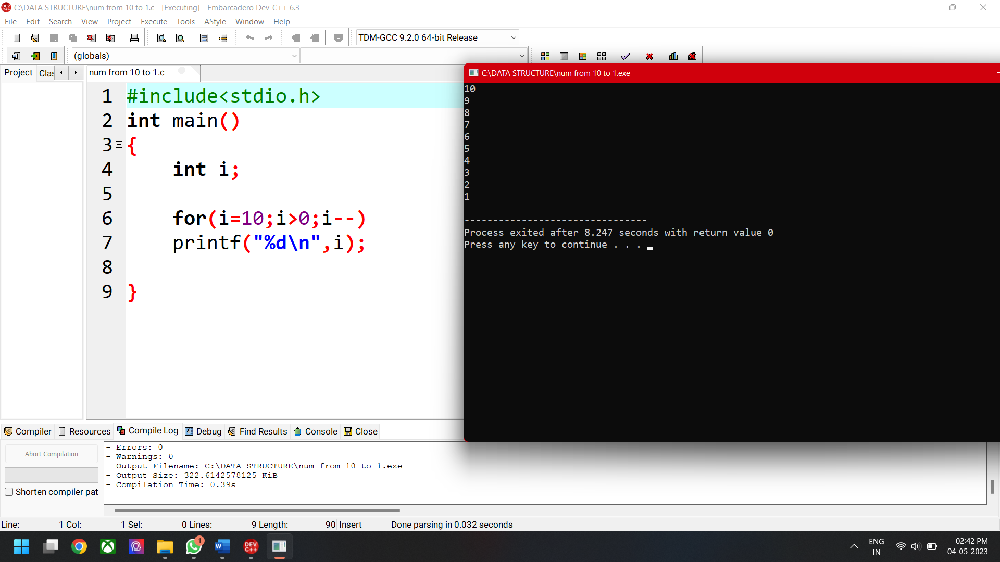 C:\DATA STRUCTURE\num from 10 to 1.c - [Executing] - Embarcadero Dev-C++ 6.3
File Edit Search View Project Execute Tools AStyle Window Help
TDM-GCC 9.2.0 64-bit Release
(globals)
Project Clas
num from 10 to 1.c
1 #include<stdio.h>
2 int main()
3 {
4 int i;
5
6 for(i=10;i>0;i--)
7 printf("%d\n",i);
8
9 }
C:\DATA STRUCTURE\num from 10 to 1.exe
10
9
8
7
6
5
4
3
2
1
--------------------------------
Process exited after 8.247 seconds with return value 0
Press any key to continue . . .
Compiler Resources Compile Log Debug Find Results Console Close
Abort Compilation
Shorten compiler pat
- Errors: 0
- Warnings: 0
- Output Filename: C:\DATA STRUCTURE\num from 10 to 1.exe
- Output Size: 322.6142578125 KiB
- Compilation Time: 0.39s
Line: 1 Col: 1 Sel: 0 Lines: 9 Length: 90 Insert Done parsing in 0.032 seconds
1
DEV
C++
ENG
IN
02:42 PM
04-05-2023